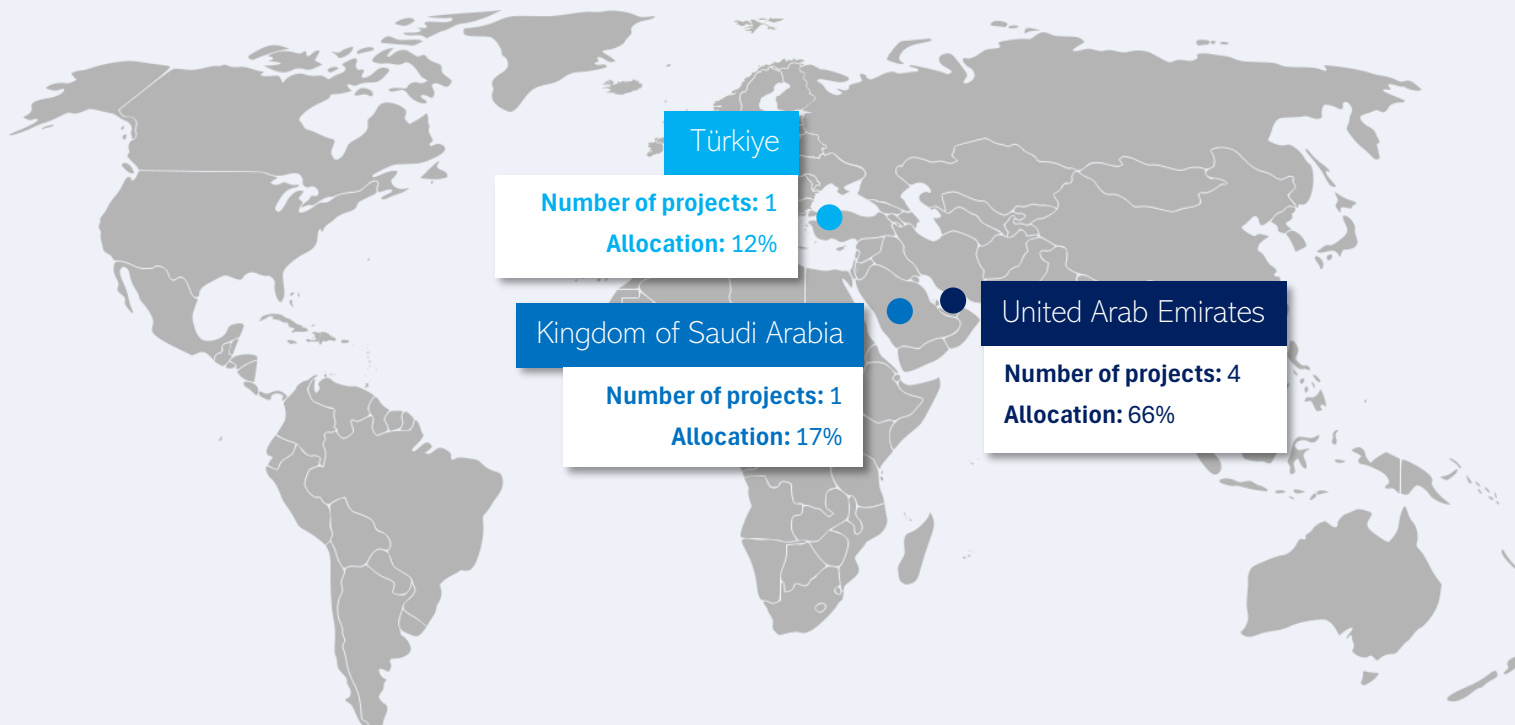 Türkiye
Number of projects: 1
Allocation: 12%
Kingdom of Saudi Arabia
Number of projects: 1
Allocation: 17%
United Arab Emirates
Number of projects: 4
Allocation: 66%